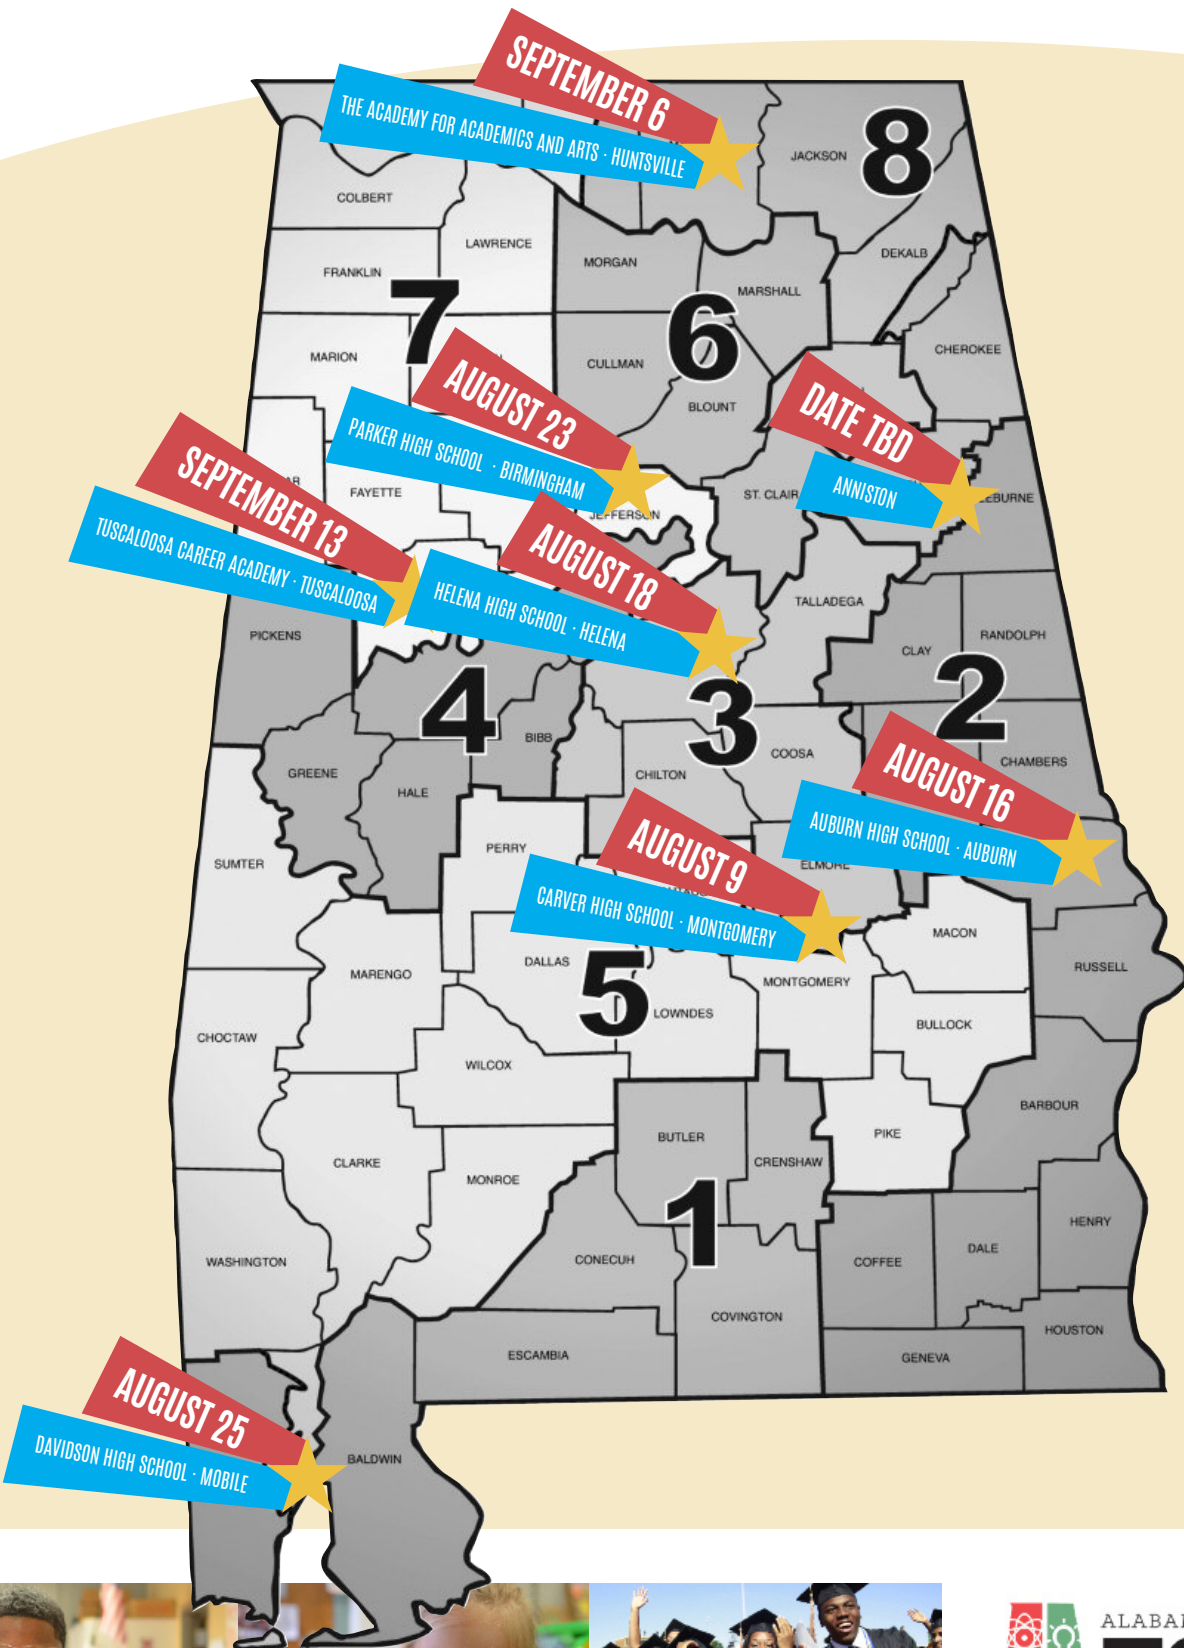 SEPTEMBER 6
THE ACADEMY FOR ACADEMICS AND ARTS · HUNTSVILLE
JACKSON
8
COLBERT
LAWRENCE
DEKALB
MORGAN
FRANKLIN
MARSHALL
7
6
MARION
CULLMAN
CHEROKEE
BLOUNT
AUGUST 23
PARKER HIGH SCHOOL · BIRMINGHAM
DATE TBD
ANNISTON
SEPTEMBER 13
TUSCALOOSA CAREER ACADEMY · TUSCALOOSA
FAYETTE
ST. CLAIR
EBURNE
JEFFERSON
AUGUST 18
HELENA HIGH SCHOOL · HELENA
TALLADEGA
PICKENS
RANDOLPH
CLAY
4
3
2
BIBB
COOSA
CHAMBERS
GREENE
CHILTON
HALE
AUGUST 16
AUBURN HIGH SCHOOL · AUBURN
PERRY
SUMTER
ELMORE
AUGUST 9
CARVER HIGH SCHOOL · MONTGOMERY
MACON
DALLAS
RUSSELL
MARENGO
MONTGOMERY
5
LOWNDES
BULLOCK
CHOCTAW
WILCOX
BARBOUR
PIKE
BUTLER
CLARKE
CRENSHAW
MONROE
1
HENRY
DALE
WASHINGTON
CONECUH
COFFEE
COVINGTON
HOUSTON
ESCAMBIA
GENEVA
AUGUST 25
DAVIDSON HIGH SCHOOL · MOBILE
BALDWIN
ALABA